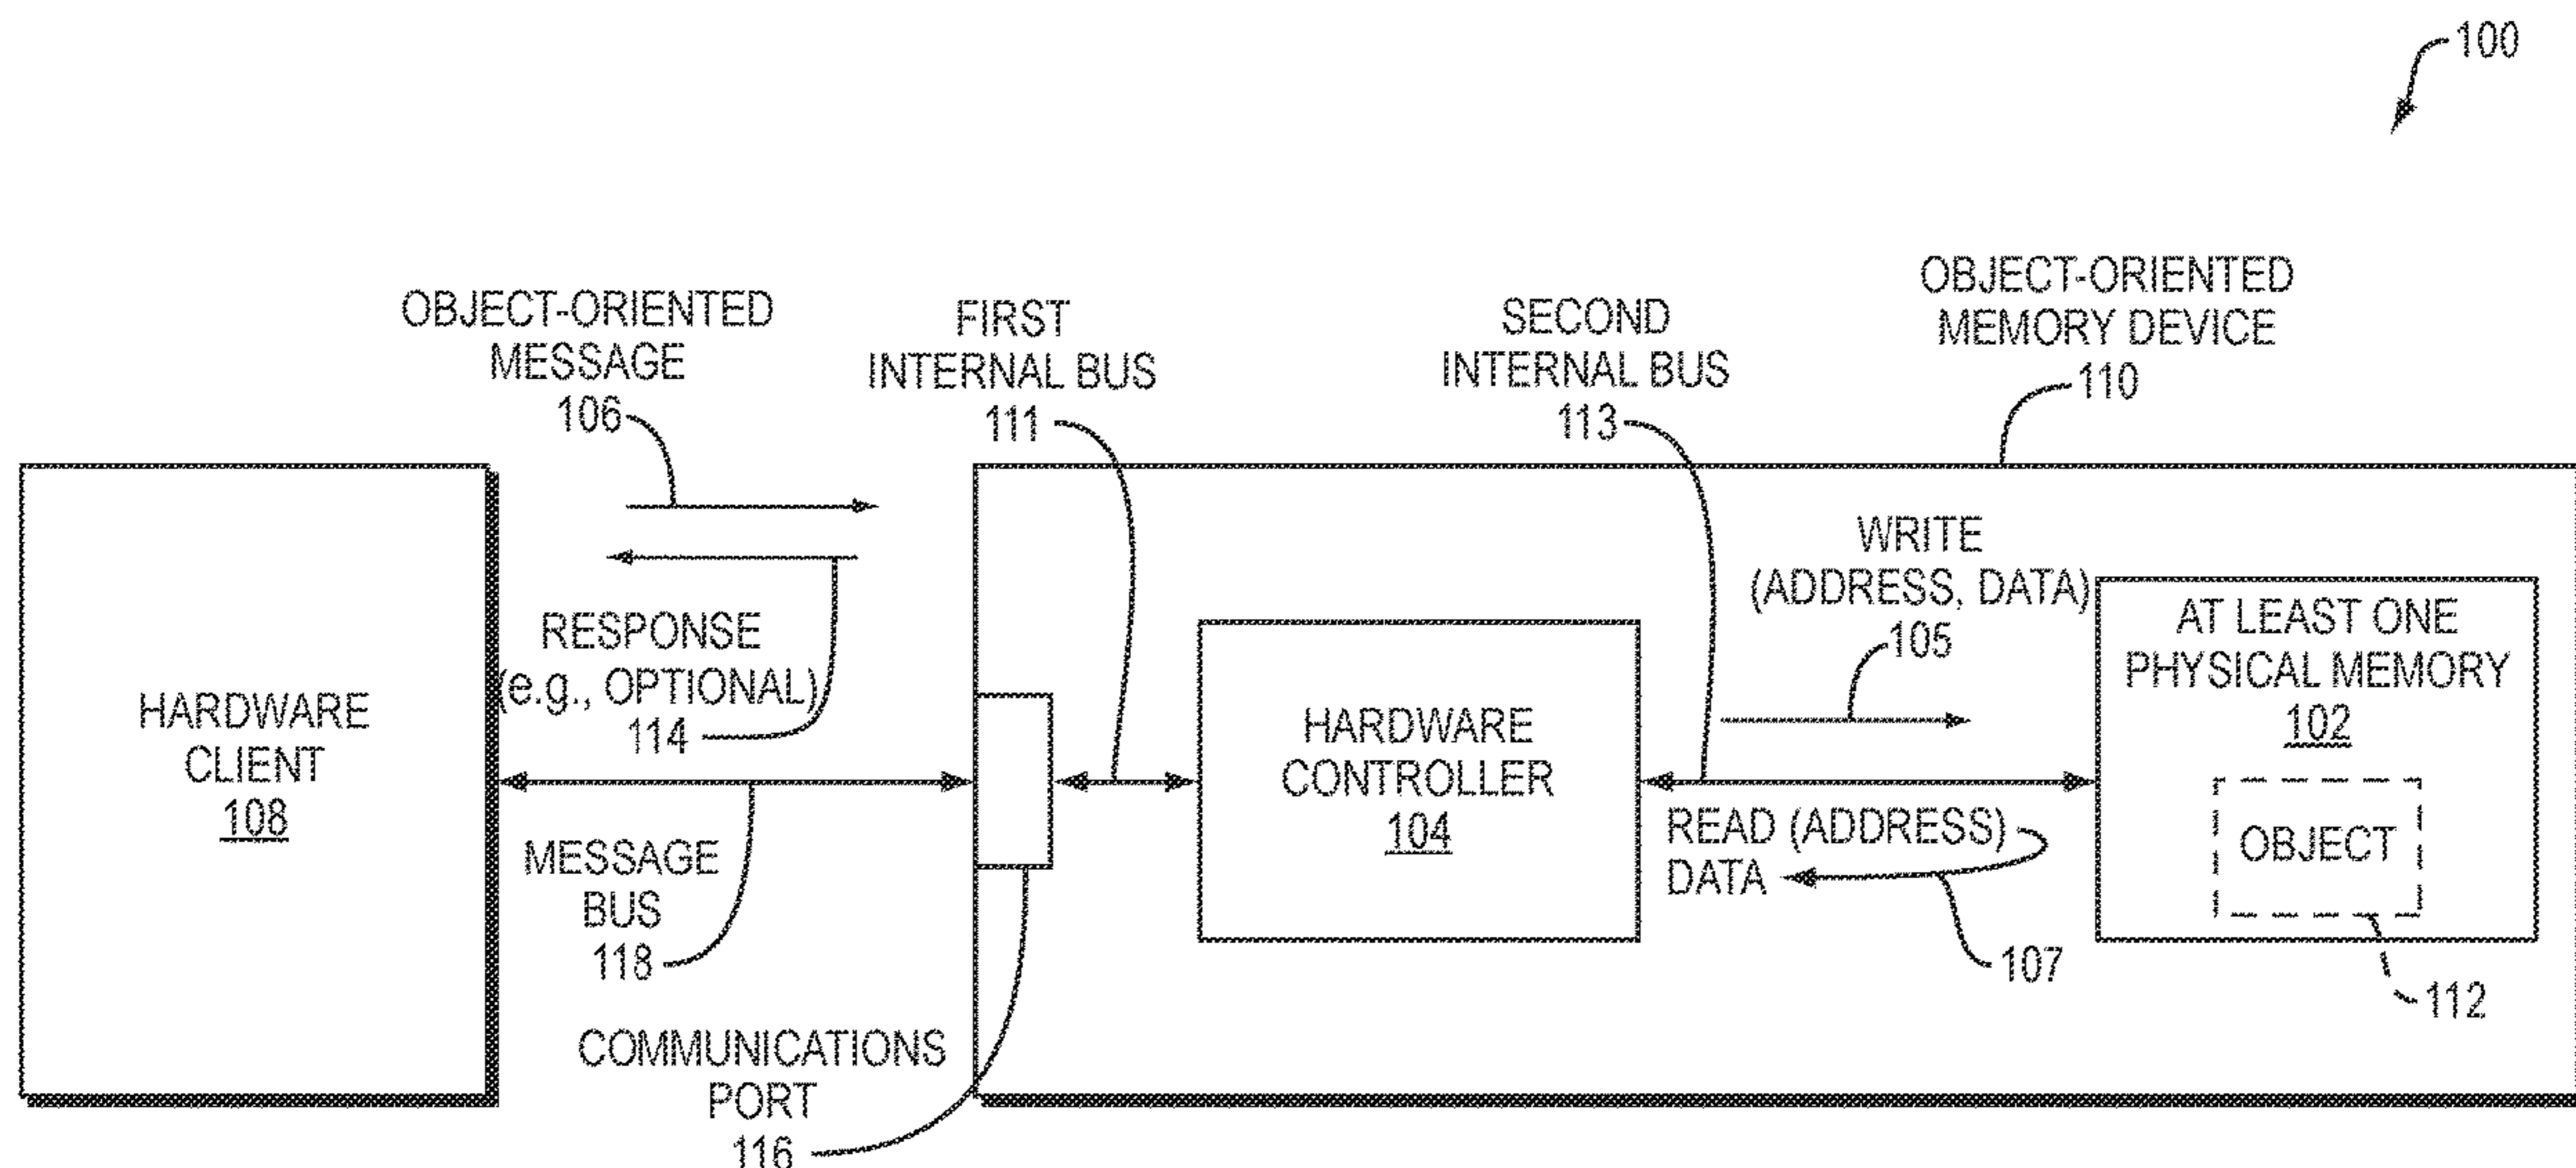 100
OBJECT-ORIENTED
MESSAGE
106
FIRST
INTERNAL BUS
111
SECOND
INTERNAL BUS
113
OBJECT-ORIENTED
MEMORY DEVICE
110
HARDWARE
CLIENT
108
RESPONSE
(e.g., OPTIONAL)
114
MESSAGE
BUS
118
COMMUNICATIONS
PORT
116
HARDWARE
CONTROLLER
104
WRITE
(ADDRESS, DATA)
105
READ (ADDRESS)
DATA
107
AT LEAST ONE
PHYSICAL MEMORY
102
OBJECT
112